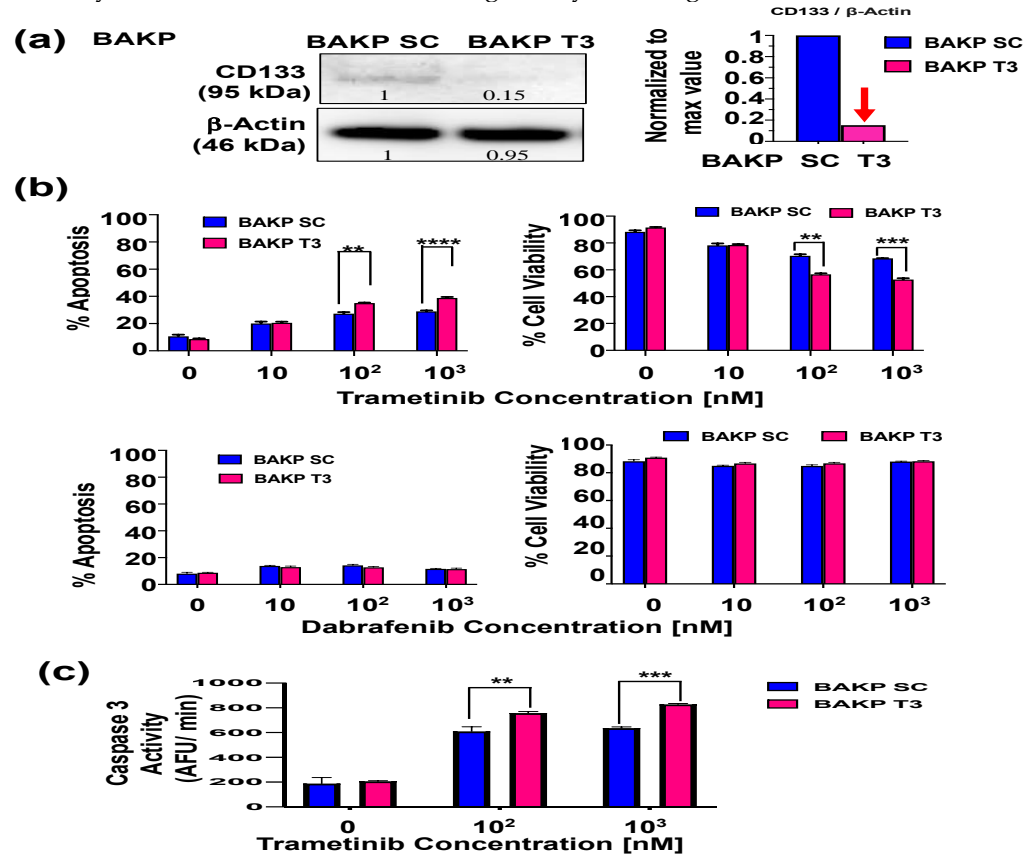 (a) BAKP BAKP SC BAKP T3
CD133
(95 kDa)
1 0.15
β-Actin
(46 kDa)
1 0.95
CD133 / β-Actin
Normalized to
max value
1
0.8
0.6
0.4
0.2
0
BAKP SC T3
BAKP SC
BAKP T3
(b)
% Apoptosis
100
80
60
40
20
0
BAKP SC
BAKP T3
** ****
0 10 10² 10³
% Cell Viability
100
80
60
40
20
0
BAKP SC BAKP T3
** ***
0 10 10² 10³
Trametinib Concentration [nM]
% Apoptosis
100
80
60
40
20
0
BAKP SC
BAKP T3
0 10 10² 10³
% Cell Viability
100
80
60
40
20
0
BAKP SC BAKP T3
0 10 10² 10³
Dabrafenib Concentration [nM]
(c)
Caspase 3
Activity
(AFU/ min)
1000
800
600
400
200
0
** ***
BAKP SC
BAKP T3
0 10² 10³
Trametinib Concentration [nM]